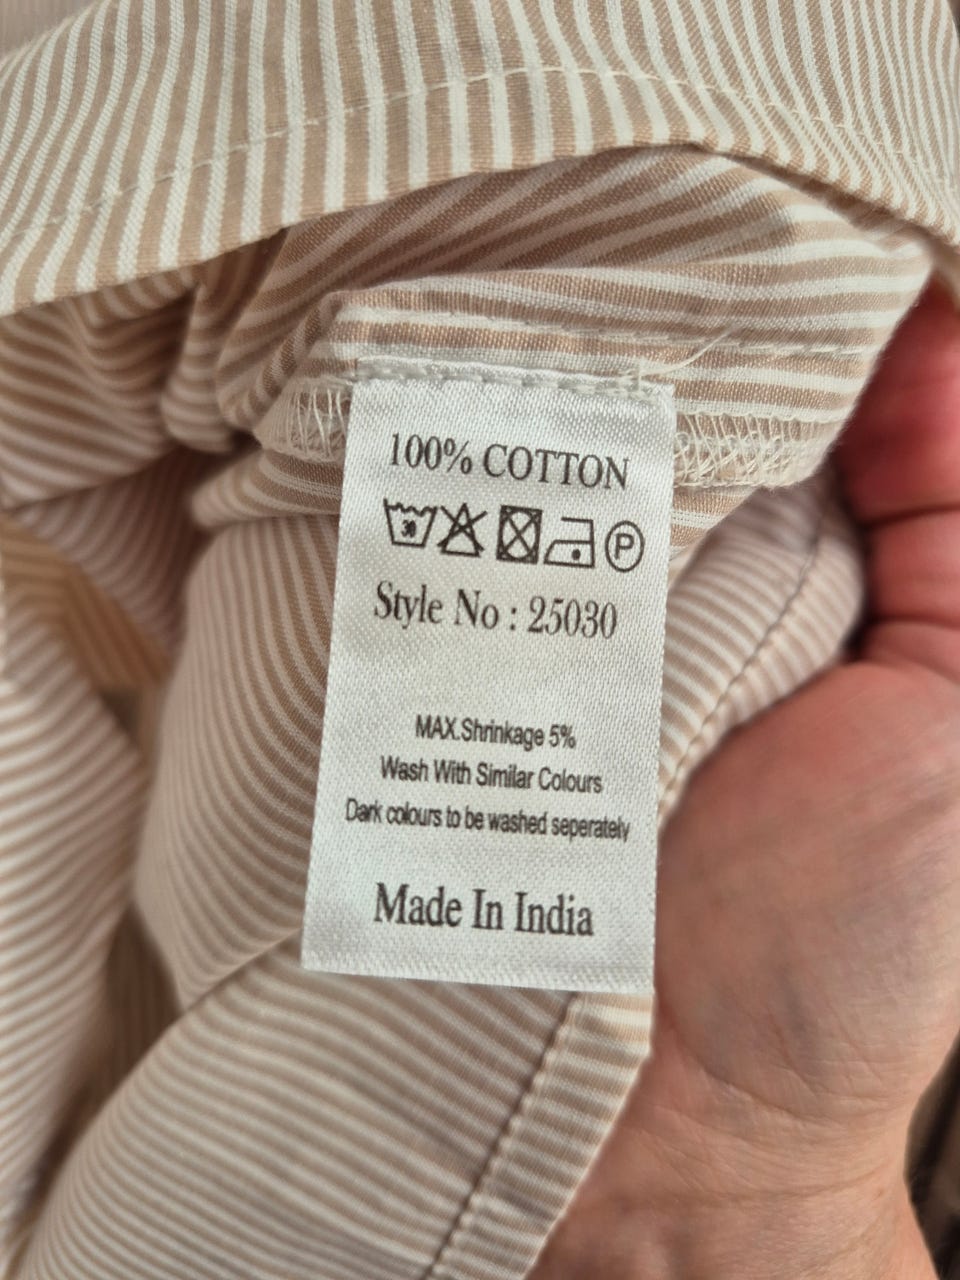 100% COTTON
30 P
Style No : 25030
MAX.Shrinkage 5%
Wash With Similar Colours
Dark colours to be washed seperately
Made In India